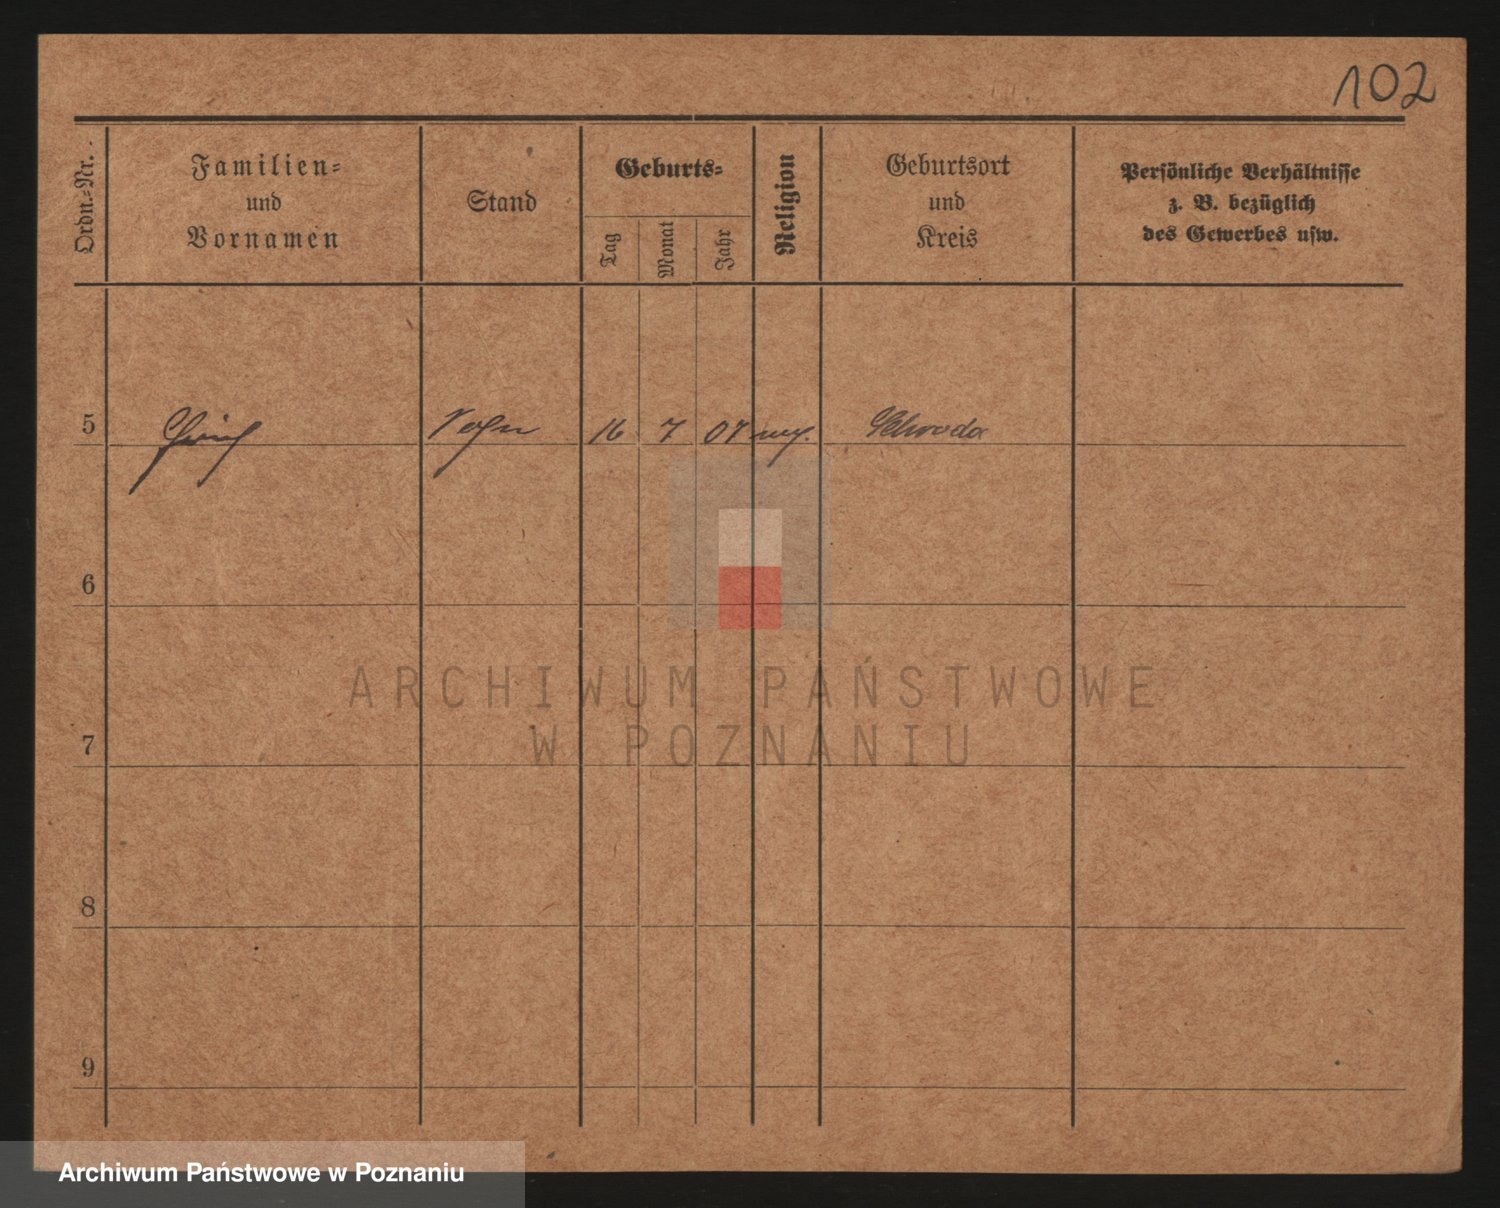 102
Ordn.-Nr.
Familien-
und
Vornamen
Stand
Geburts-
Tag
Monat
Jahr
Religion
Geburtsort
und
Kreis
Persönliche Verhältnisse
z. B. bezüglich
des Gewerbes usw.
5 16 7 07 Schroda
6
7
8
9
ARCHIWUM PAŃSTWOWE
W POZNANIU
Archiwum Państwowe w Poznaniu